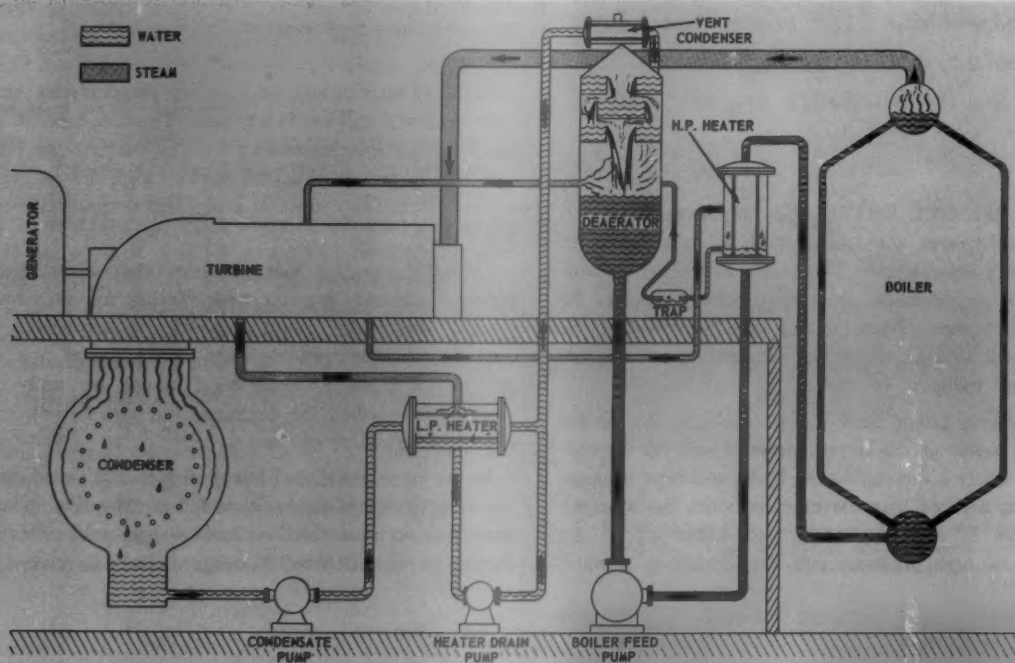 WATER
STEAM
VENT
CONDENSER
H.P. HEATER
GENERATOR
TURBINE
DEAERATOR
TRAP
BOILER
L.P. HEATER
CONDENSER
CONDENSATE
PUMP
HEATER DRAIN
PUMP
BOILER FEED
PUMP